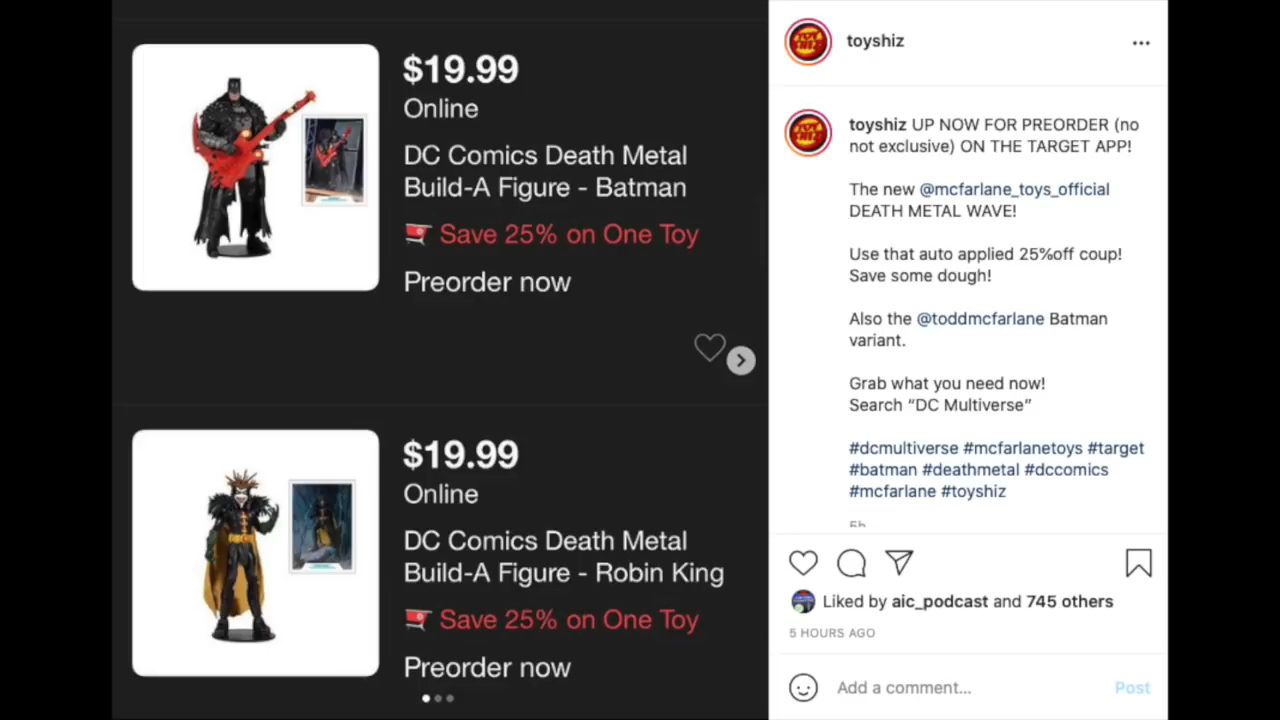 $19.99
Online
DC Comics Death Metal
Build-A Figure - Batman
Save 25% on One Toy
Preorder now
$19.99
Online
DC Comics Death Metal
Build-A Figure - Robin King
Save 25% on One Toy
Preorder now
toyshiz
toyshiz UP NOW FOR PREORDER (no
not exclusive) ON THE TARGET APP!
The new @mcfarlane_toys_official
DEATH METAL WAVE!
Use that auto applied 25%off coup!
Save some dough!
Also the @toddmcfarlane Batman
variant.
Grab what you need now!
Search “DC Multiverse”
#dcmultiverse #mcfarlanetoys #target
#batman #deathmetal #dccomics
#mcfarlane #toyshiz
5h
Liked by aic_podcast and 745 others
5 HOURS AGO
Add a comment...
Post